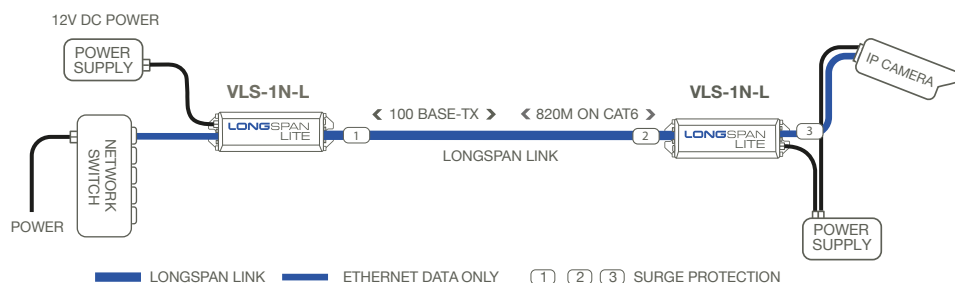 12V DC POWER
POWER
SUPPLY
VLS-1N-L
LONGSPAN
LITE
1
100 BASE-TX
820M ON CAT6
LONGSPAN LINK
2
VLS-1N-L
LONGSPAN
LITE
3
IP CAMERA
NETWORK
SWITCH
POWER
POWER
SUPPLY
LONGSPAN LINK
ETHERNET DATA ONLY
1 2 3 SURGE PROTECTION